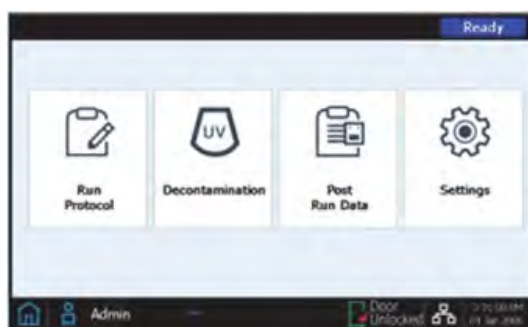 Ready
UV
Run
Protocol
Decontamination
Post
Run Data
Settings
Admin
Door
Unlocked